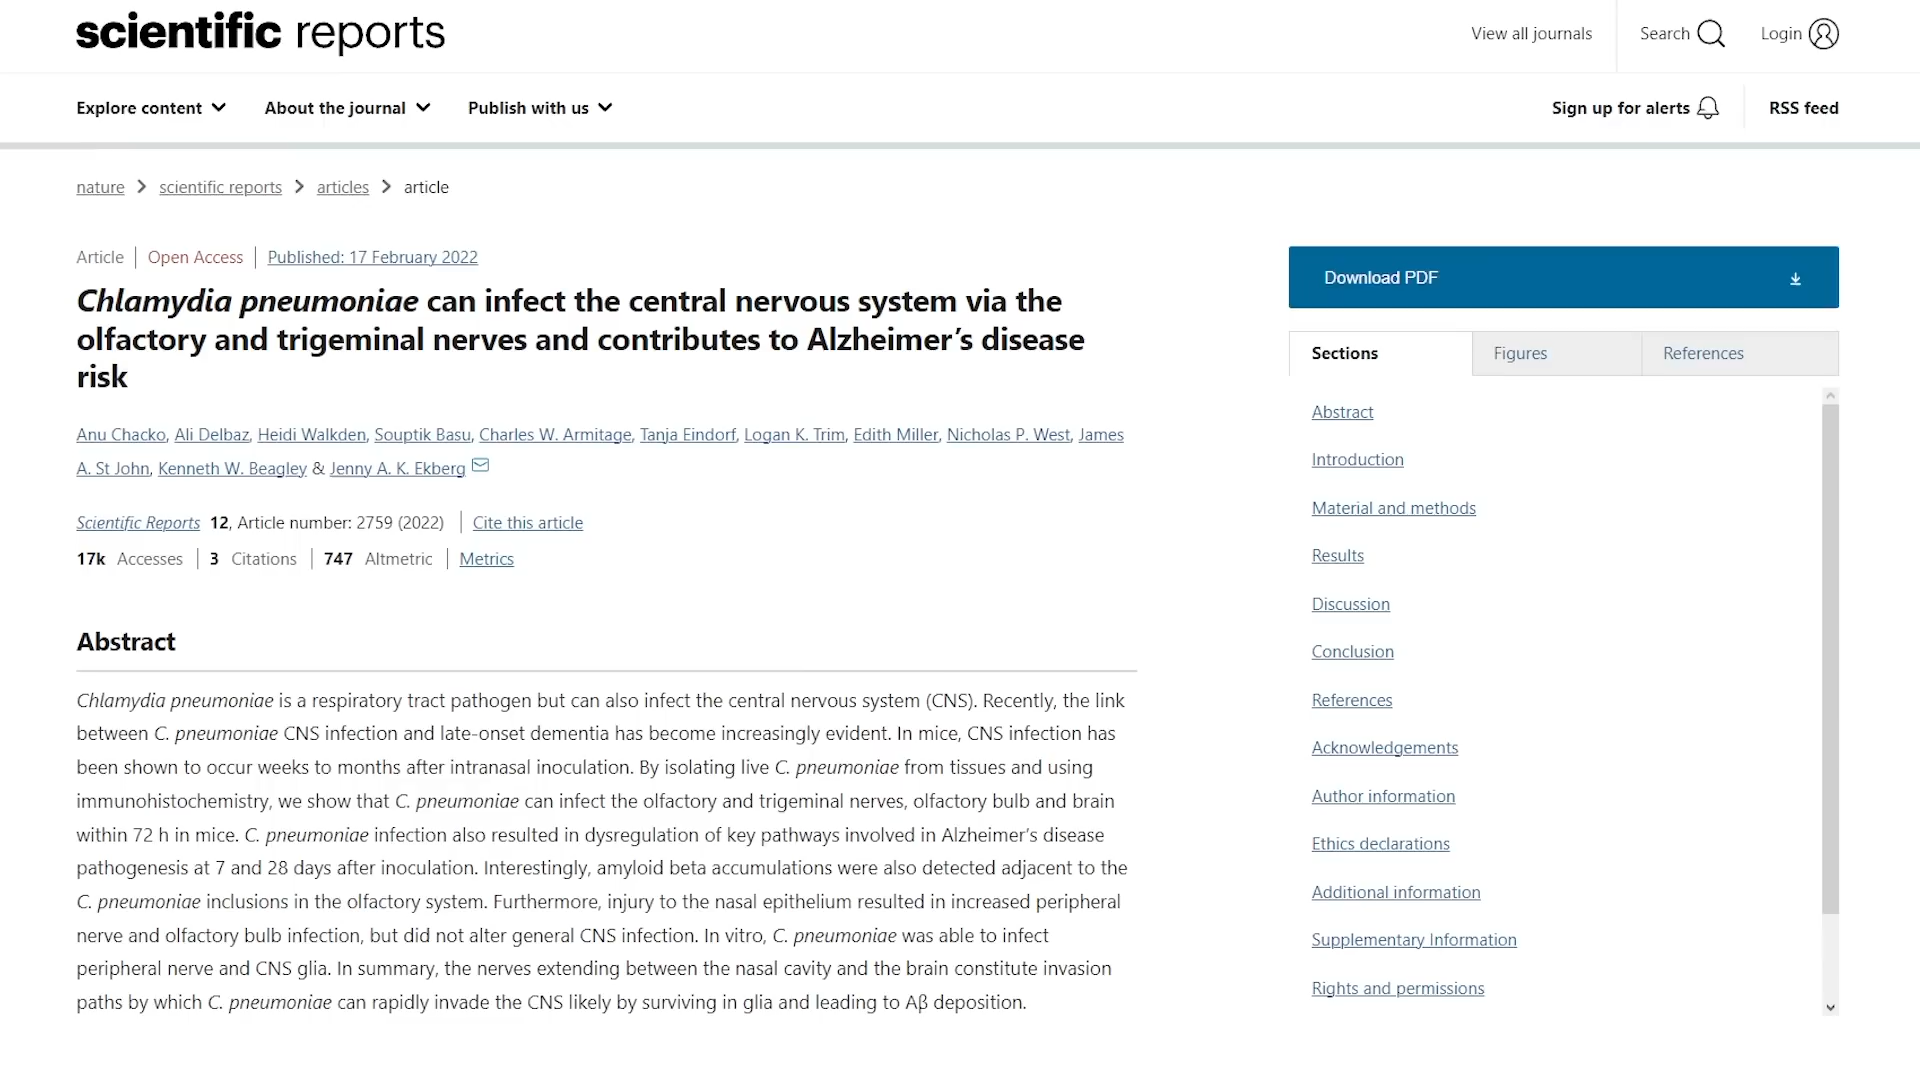 scientific reports
View all journals
Search
Login
Explore content
About the journal
Publish with us
Sign up for alerts
RSS feed
nature > scientific reports > articles > article
Article | Open Access | Published: 17 February 2022
Chlamydia pneumoniae can infect the central nervous system via the
olfactory and trigeminal nerves and contributes to Alzheimer’s disease
risk
Anu Chacko, Ali Delbaz, Heidi Walkden, Souptik Basu, Charles W. Armitage, Tanja Eindorf, Logan K. Trim, Edith Miller, Nicholas P. West, James
A. St John, Kenneth W. Beagley & Jenny A. K. Ekberg
Scientific Reports 12, Article number: 2759 (2022) | Cite this article
17k Accesses | 3 Citations | 747 Altmetric | Metrics
Abstract
Chlamydia pneumoniae is a respiratory tract pathogen but can also infect the central nervous system (CNS). Recently, the link
between C. pneumoniae CNS infection and late-onset dementia has become increasingly evident. In mice, CNS infection has
been shown to occur weeks to months after intranasal inoculation. By isolating live C. pneumoniae from tissues and using
immunohistochemistry, we show that C. pneumoniae can infect the olfactory and trigeminal nerves, olfactory bulb and brain
within 72 h in mice. C. pneumoniae infection also resulted in dysregulation of key pathways involved in Alzheimer’s disease
pathogenesis at 7 and 28 days after inoculation. Interestingly, amyloid beta accumulations were also detected adjacent to the
C. pneumoniae inclusions in the olfactory system. Furthermore, injury to the nasal epithelium resulted in increased peripheral
nerve and olfactory bulb infection, but did not alter general CNS infection. In vitro, C. pneumoniae was able to infect
peripheral nerve and CNS glia. In summary, the nerves extending between the nasal cavity and the brain constitute invasion
paths by which C. pneumoniae can rapidly invade the CNS likely by surviving in glia and leading to Aβ deposition.
Download PDF
Sections
Figures
References
Abstract
Introduction
Material and methods
Results
Discussion
Conclusion
References
Acknowledgements
Author information
Ethics declarations
Additional information
Supplementary Information
Rights and permissions